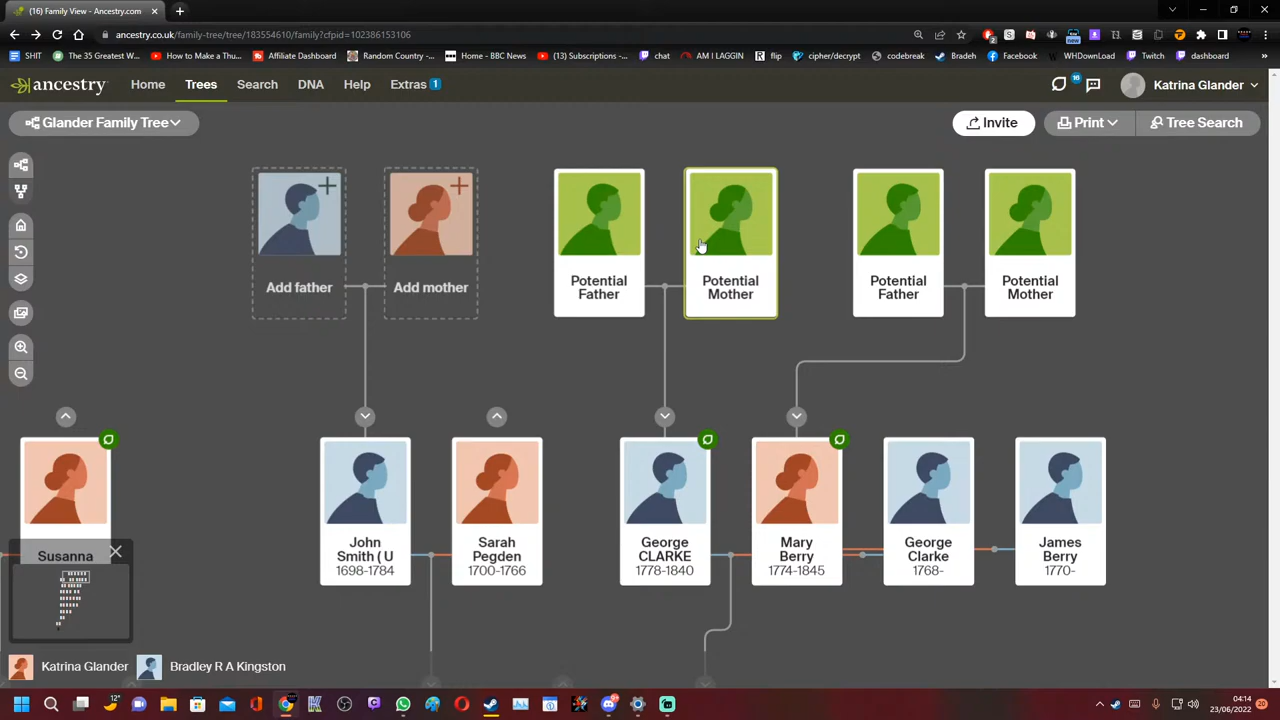 (16) Family View - Ancestry.com
ancestry.co.uk/family-tree/tree/183554610/family?cfpid=102386153106
SHIT
The 35 Greatest W...
How to Make a Thu...
Affiliate Dashboard
Kingdom Country -...
Home - BBC News
(13) Subscriptions -...
chat
AM I LAGGIN
flip
cipher/decrypt
codebreak
Bradeh
Facebook
WHDownLoad
Twitch
dashboard
ancestry
Home
Trees
Search
DNA
Help
Extras 1
16
Katrina Glander
Glander Family Tree
Invite
Print
Tree Search
Add father
Add mother
Potential
Father
Potential
Mother
Potential
Father
Potential
Mother
Susanna
John
Smith ( U
1698-1784
Sarah
Pegden
1700-1766
George
CLARKE
1778-1840
Mary
Berry
1774-1845
George
Clarke
1768-
James
Berry
1770-
Katrina Glander
Bradley R A Kingston
12°
04:14
23/06/2022
20